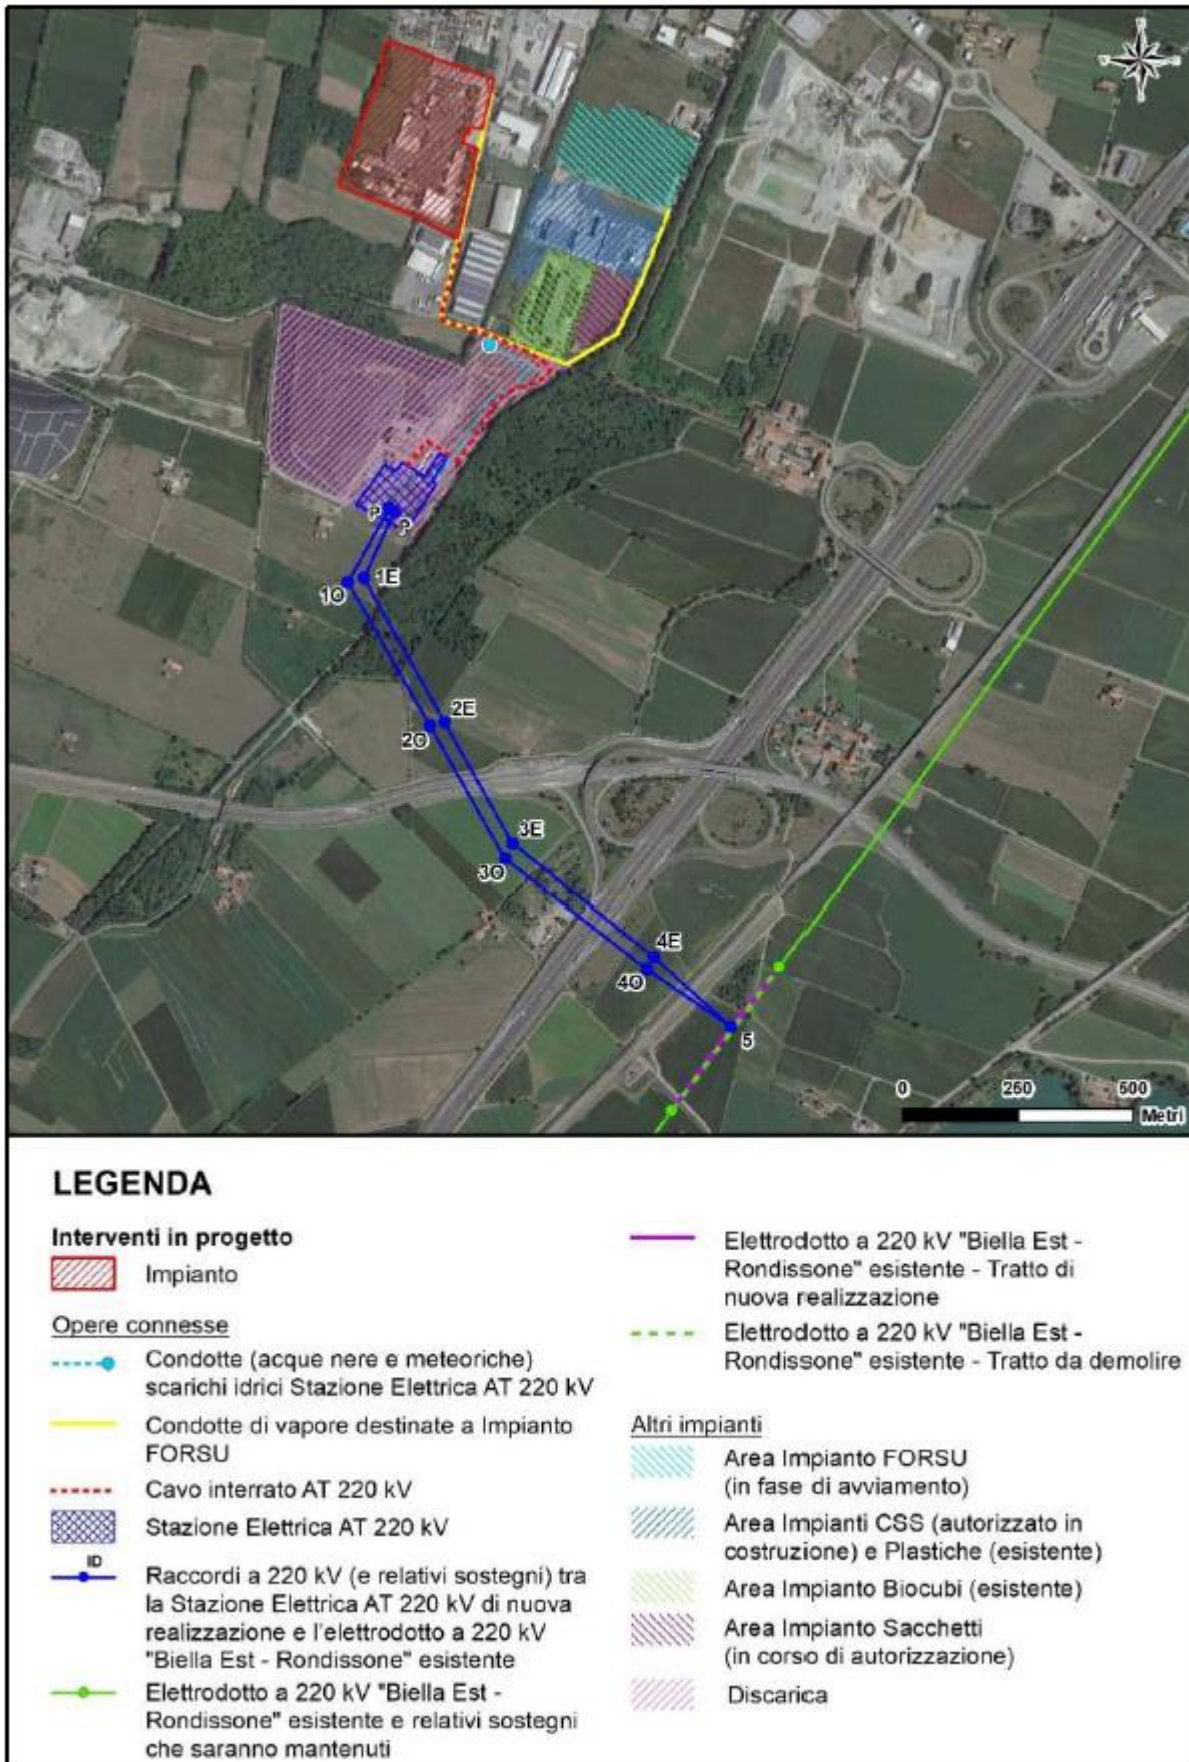 P
P
1O
1E
2E
2O
3E
3O
4E
4O
5
0
250
500
Metri
LEGENDA
Interventi in progetto
Impianto
Opere connesse
Condotte (acque nere e meteoriche)
scarichi idrici Stazione Elettrica AT 220 kV
Condotte di vapore destinate a Impianto
FORSU
Cavo interrato AT 220 kV
Stazione Elettrica AT 220 kV
ID
Raccordi a 220 kV (e relativi sostegni) tra
la Stazione Elettrica AT 220 kV di nuova
realizzazione e l'elettrodotto a 220 kV
"Biella Est - Rondissone" esistente
Elettrodotto a 220 kV "Biella Est -
Rondissone" esistente e relativi sostegni
che saranno mantenuti
Elettrodotto a 220 kV "Biella Est -
Rondissone" esistente - Tratto di
nuova realizzazione
Elettrodotto a 220 kV "Biella Est -
Rondissone" esistente - Tratto da demolire
Altri impianti
Area Impianto FORSU
(in fase di avviamento)
Area Impianti CSS (autorizzato in
costruzione) e Plastiche (esistente)
Area Impianto Biocubi (esistente)
Area Impianto Sacchetti
(in corso di autorizzazione)
Discarica